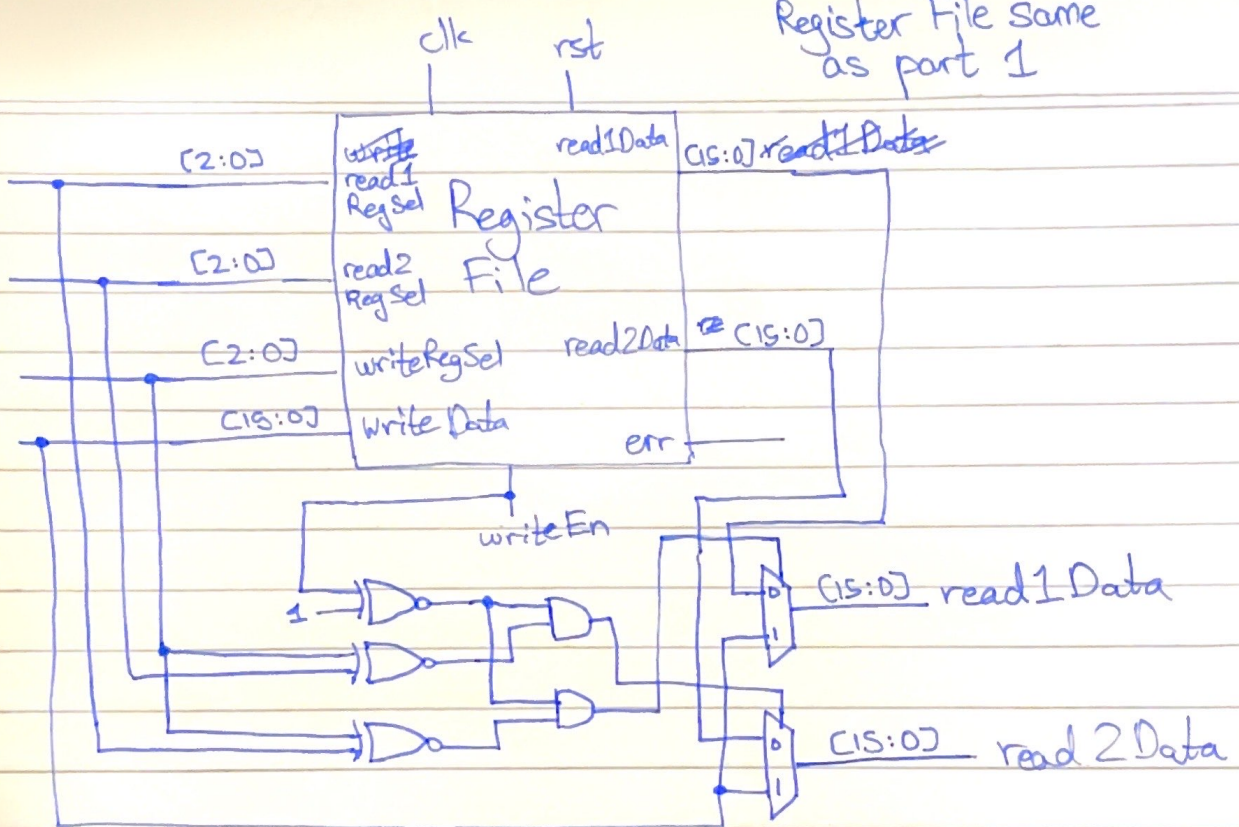 Register File Same
as part 1
clk
rst
[2:0]
write
read1
RegSel
read1Data
[15:0] read1Data
Register
File
[2:0]
read2
RegSel
[2:0]
writeRegSel
read2Data
[15:0]
[15:0]
writeData
err
writeEn
1
0
1
[15:0] read1Data
0
1
[15:0] read2Data